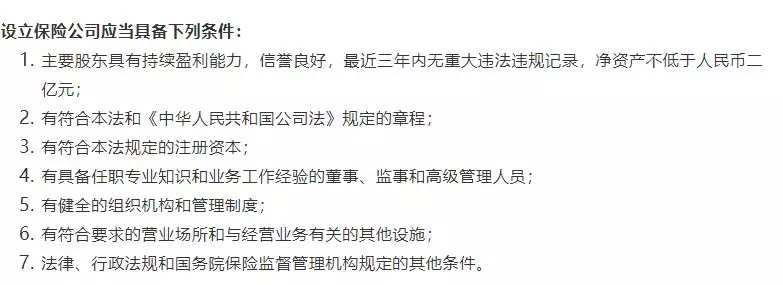 设立保险公司应当具备下列条件：
1. 主要股东具有持续盈利能力，信誉良好，最近三年内无重大违法违规记录，净资产不低于人民币二
亿元；
2. 有符合本法和《中华人民共和国公司法》规定的章程；
3. 有符合本法规定的注册资本；
4. 有具备任职专业知识和业务工作经验的董事、监事和高级管理人员；
5. 有健全的组织机构和管理制度；
6. 有符合要求的营业场所和与经营业务有关的其他设施；
7. 法律、行政法规和国务院保险监督管理机构规定的其他条件。